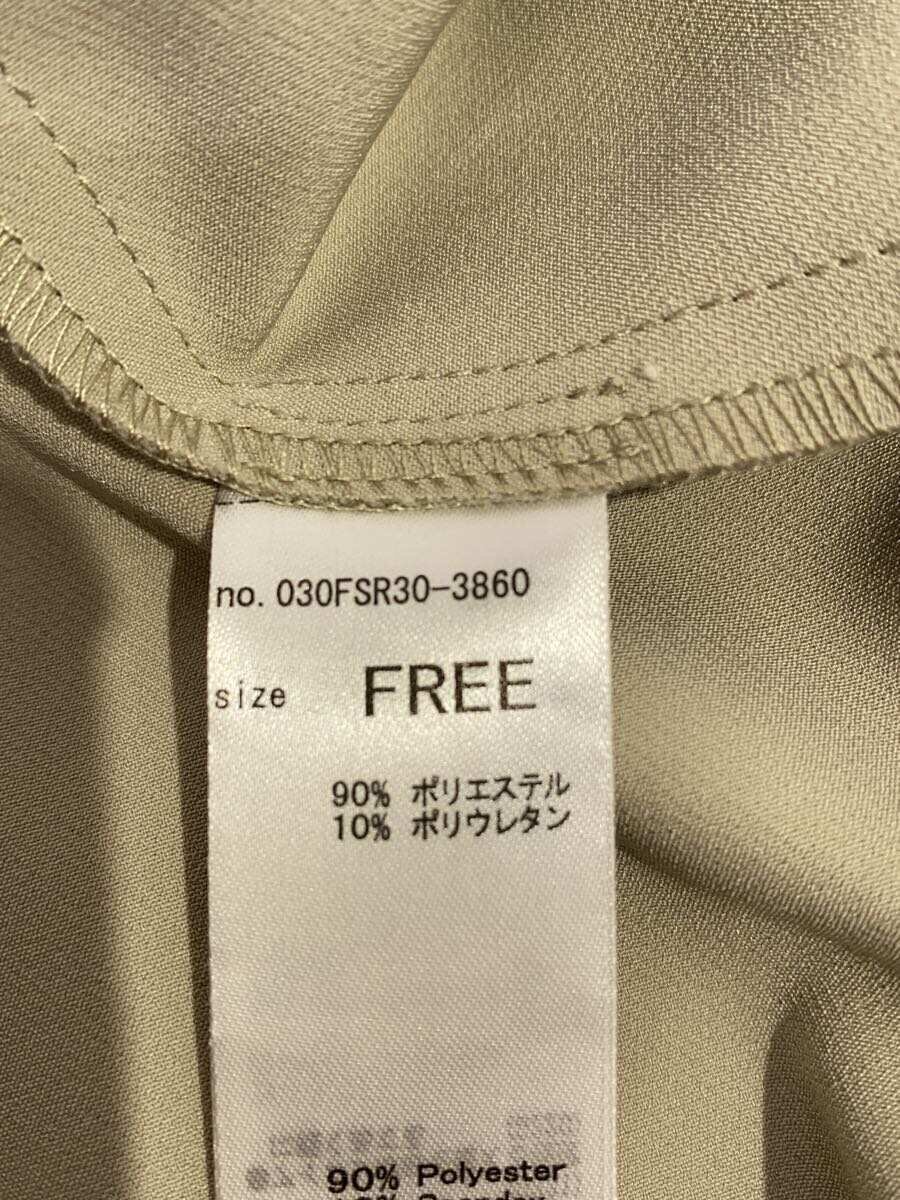 no. 030FSR30-3860
size FREE
90% ポリエステル
10% ポリウレタン
90% Polyester